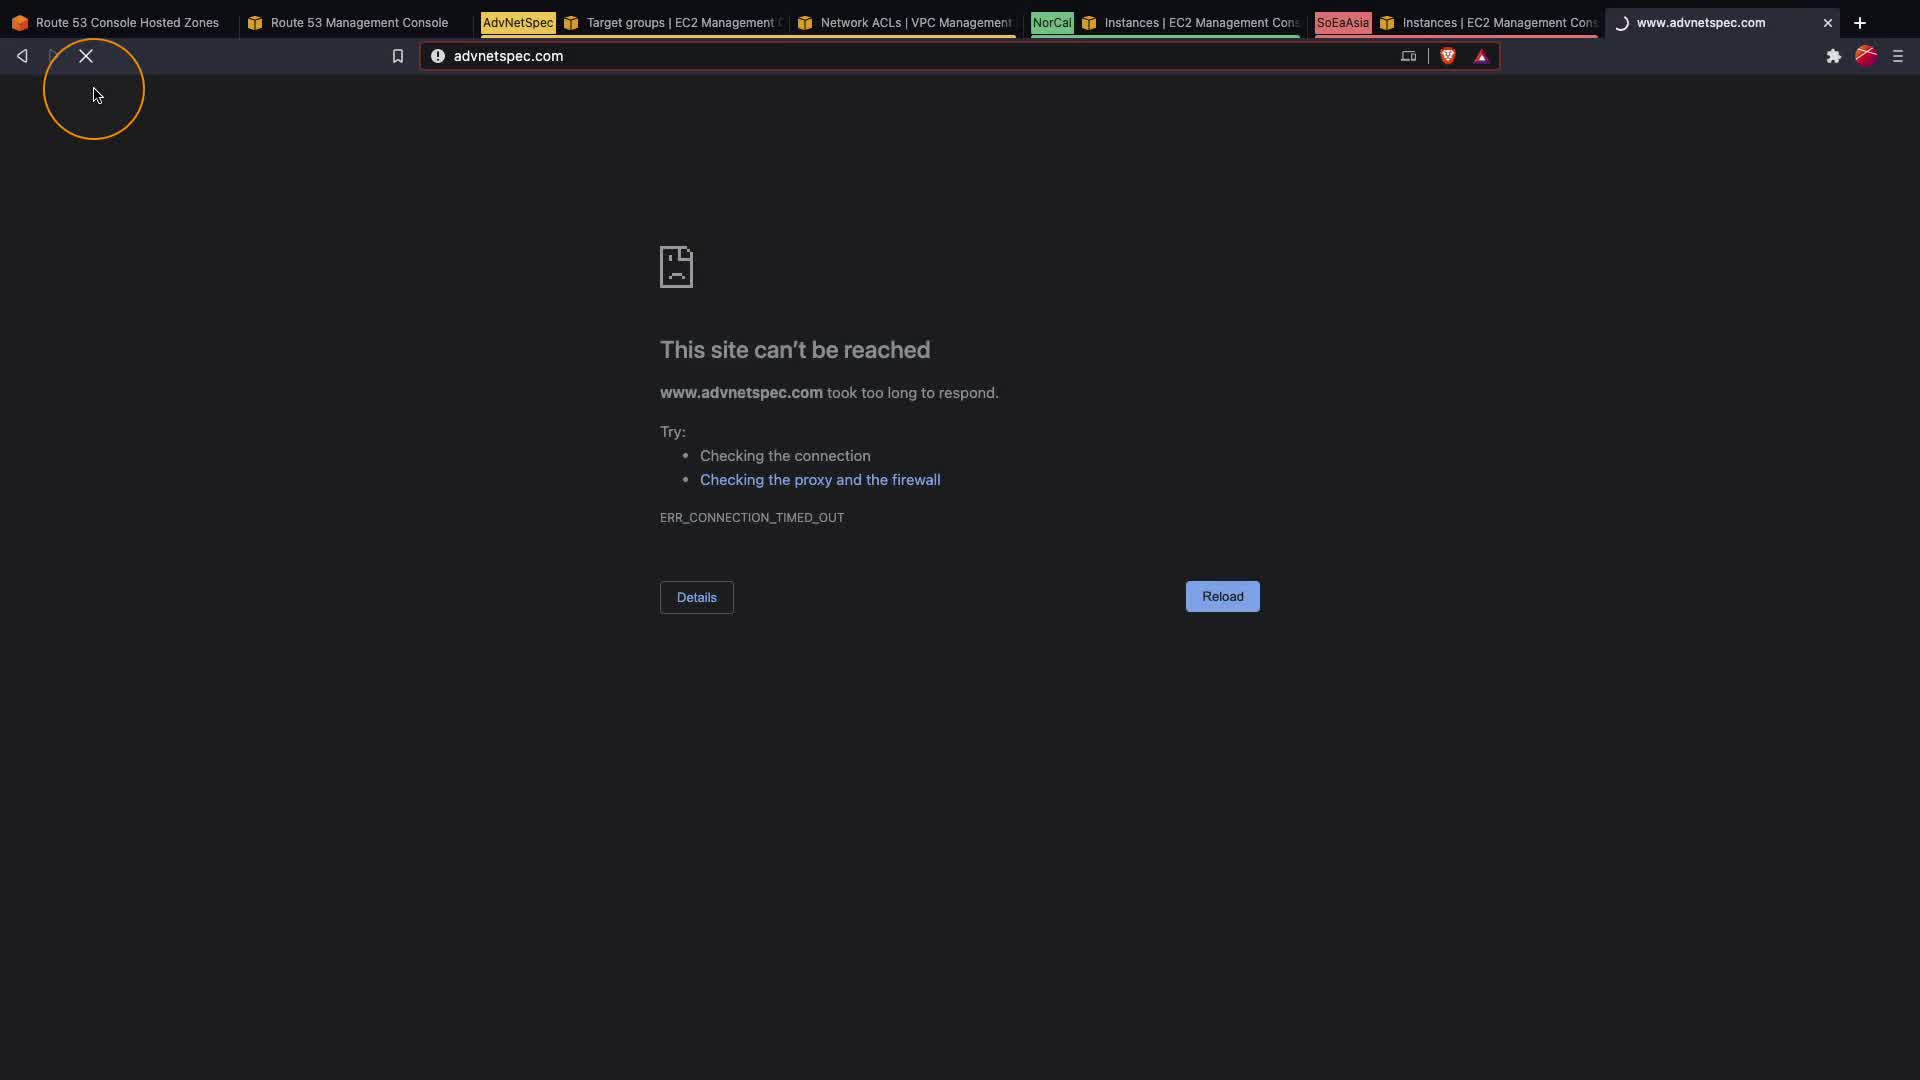 Route 53 Console Hosted Zones
Route 53 Management Console
AdvNetSpec
Target groups | EC2 Management
Network ACLs | VPC Management
NorCal
Instances | EC2 Management Cons
SoEaAsia
Instances | EC2 Management Cons
www.advnetspec.com
advnetspec.com
This site can’t be reached
www.advnetspec.com took too long to respond.
Try:
• Checking the connection
• Checking the proxy and the firewall
ERR_CONNECTION_TIMED_OUT
Details
Reload